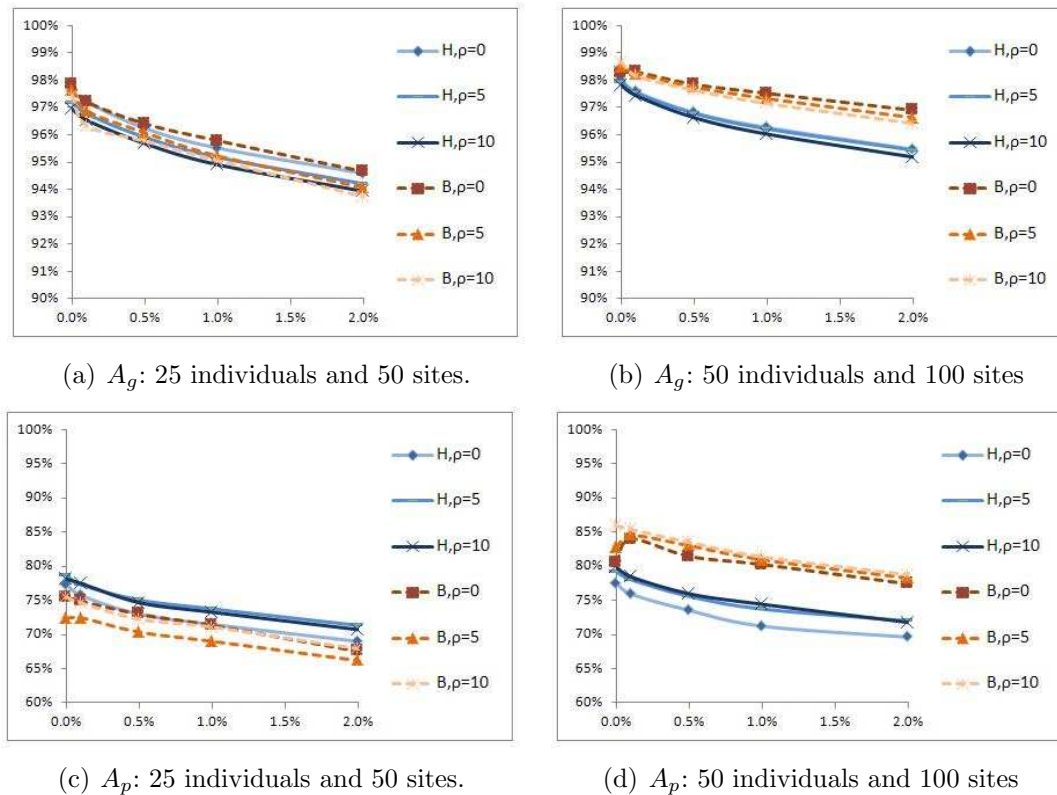 100%
99%
98%
97%
96%
95%
94%
93%
92%
91%
90%
0.0% 0.5% 1.0% 1.5% 2.0%
H,ρ=0
H,ρ=5
H,ρ=10
B,ρ=0
B,ρ=5
B,ρ=10
(a) A_g: 25 individuals and 50 sites.
100%
99%
98%
97%
96%
95%
94%
93%
92%
91%
90%
0.0% 0.5% 1.0% 1.5% 2.0%
H,ρ=0
H,ρ=5
H,ρ=10
B,ρ=0
B,ρ=5
B,ρ=10
(b) A_g: 50 individuals and 100 sites
100%
95%
90%
85%
80%
75%
70%
65%
60%
0.0% 0.5% 1.0% 1.5% 2.0%
H,ρ=0
H,ρ=5
H,ρ=10
B,ρ=0
B,ρ=5
B,ρ=10
(c) A_p: 25 individuals and 50 sites.
100%
95%
90%
85%
80%
75%
70%
65%
60%
0.0% 0.5% 1.0% 1.5% 2.0%
H,ρ=0
H,ρ=5
H,ρ=10
B,ρ=0
B,ρ=5
B,ρ=10
(d) A_p: 50 individuals and 100 sites